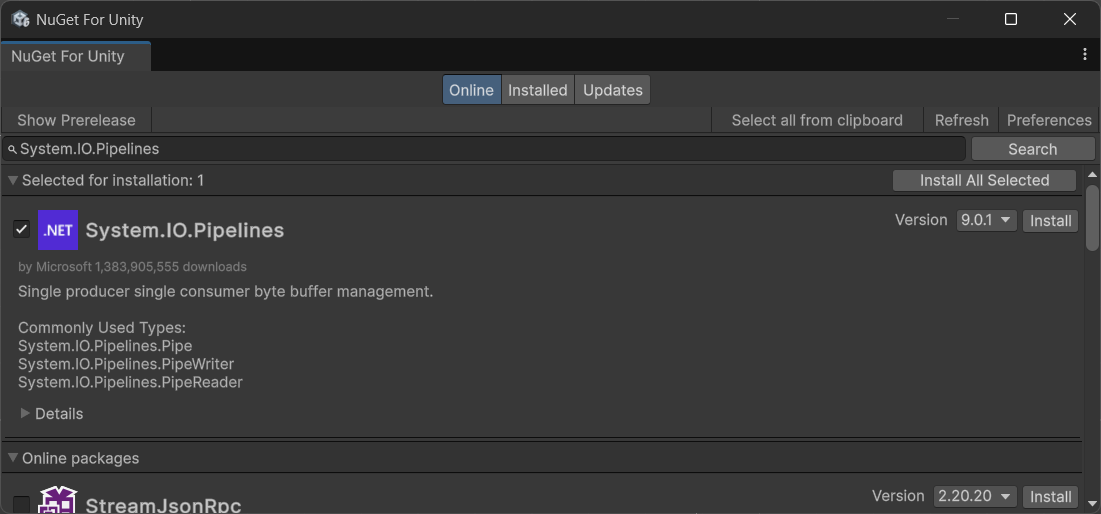 NuGet For Unity
NuGet For Unity
Online Installed Updates
Show Prerelease Select all from clipboard Refresh Preferences
System.IO.Pipelines Search
Selected for installation: 1 Install All Selected
.NET System.IO.Pipelines Version 9.0.1 Install
by Microsoft 1,383,905,555 downloads
Single producer single consumer byte buffer management.
Commonly Used Types:
System.IO.Pipelines.Pipe
System.IO.Pipelines.PipeWriter
System.IO.Pipelines.PipeReader
Details
Online packages
StreamJsonRpc Version 2.20.20 Install